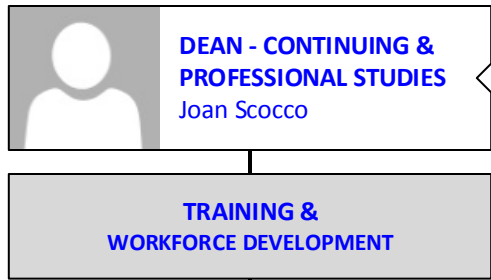 DEAN - CONTINUING &
PROFESSIONAL STUDIES
Joan Scocco
TRAINING &
WORKFORCE DEVELOPMENT